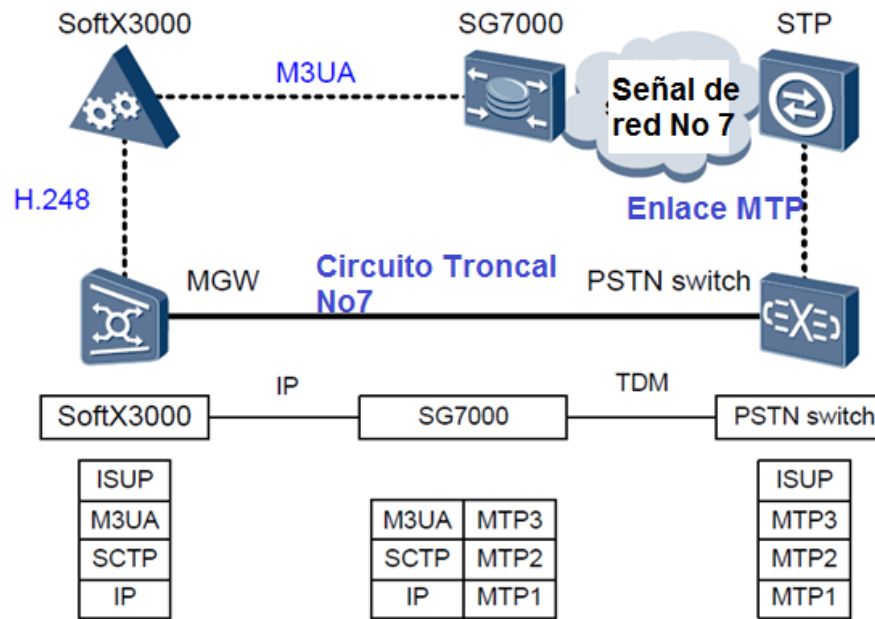 SoftX3000
SG7000
STP
M3UA
Señal de
red No 7
H.248
Enlace MTP
MGW
Circuito Troncal
No7
PSTN switch
IP
TDM
SoftX3000
SG7000
PSTN switch
ISUP
M3UA
SCTP
IP
M3UA MTP3
SCTP MTP2
IP MTP1
ISUP
MTP3
MTP2
MTP1